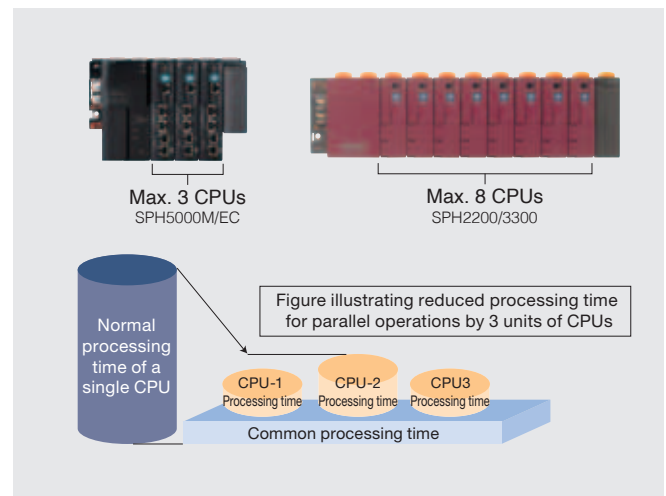 Max. 3 CPUs
SPH5000M/EC
Max. 8 CPUs
SPH2200/3300
Figure illustrating reduced processing time
for parallel operations by 3 units of CPUs
Normal
processing
time of a
single CPU
CPU-1
Processing time
CPU-2
Processing time
CPU3
Processing time
Common processing time